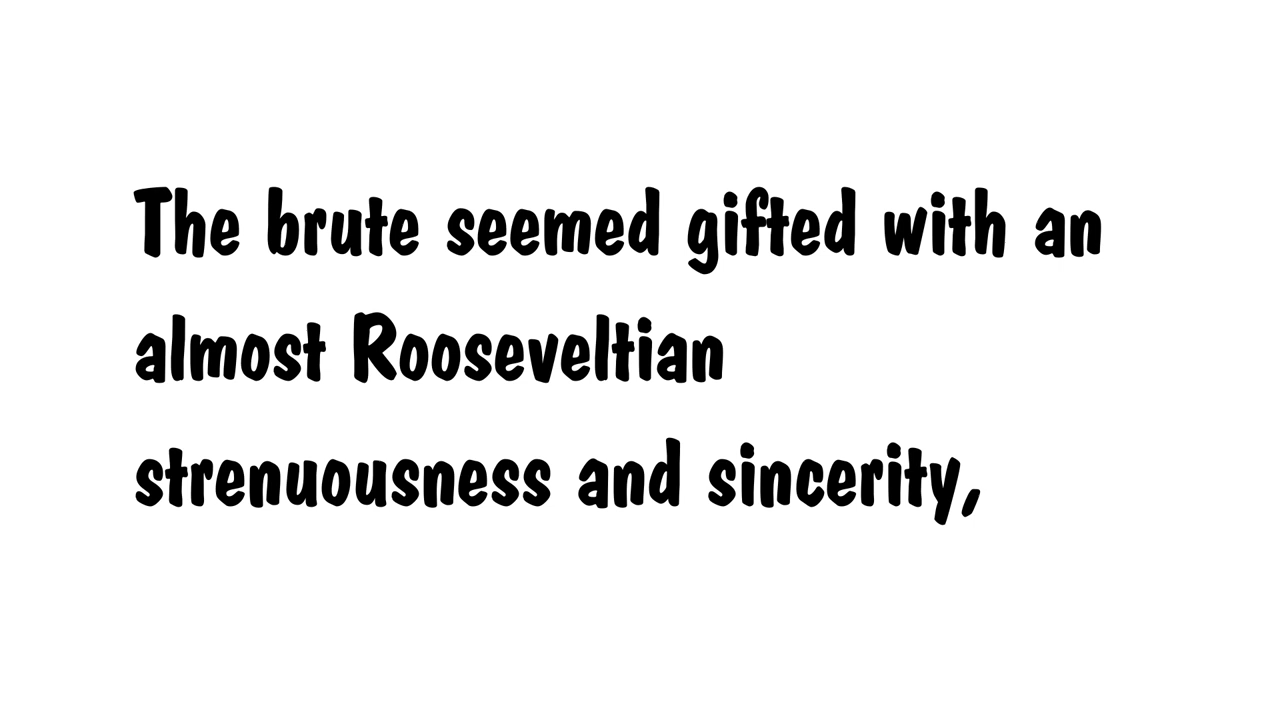 The brute seemed gifted with an
almost Rooseveltian
strenuousness and sincerity,